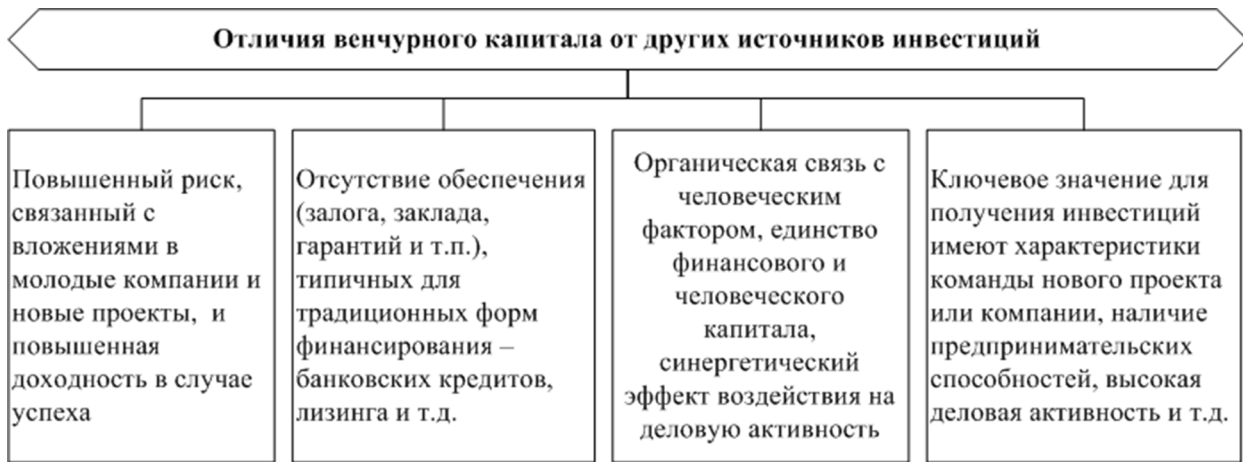 Отличия венчурного капитала от других источников инвестиций
Повышенный риск,
связанный с
вложениями в
молодые компании и
новые проекты, и
повышенная
доходность в случае
успеха
Отсутствие обеспечения
(залога, заклада,
гарантий и т.п.),
типичных для
традиционных форм
финансирования –
банковских кредитов,
лизинга и т.д.
Органическая связь с
человеческим
фактором, единство
финансового и
человеческого
капитала,
синергетический
эффект воздействия на
деловую активность
Ключевое значение для
получения инвестиций
имеют характеристики
команды нового проекта
или компании, наличие
предпринимательских
способностей, высокая
деловая активность и т.д.